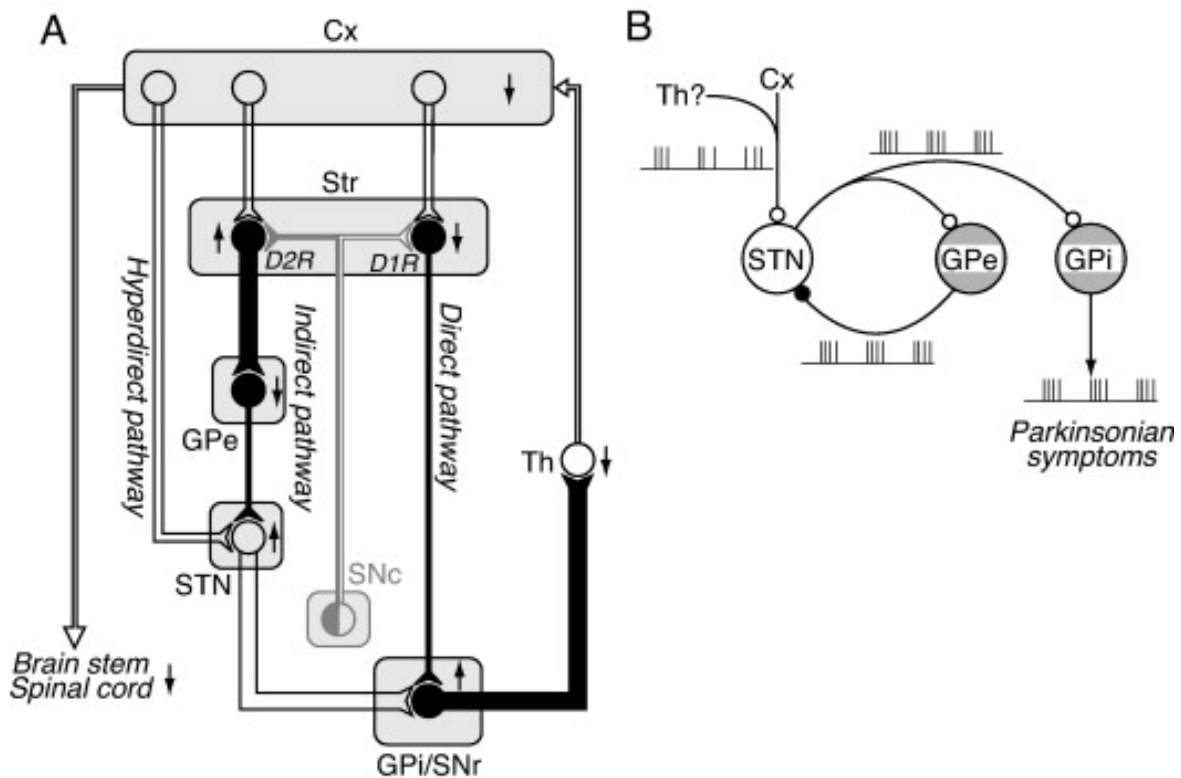 A
Cx
Str
D2R
D1R
Hyperdirect pathway
Indirect pathway
Direct pathway
GPe
Th
STN
SNc
Brain stem
Spinal cord
GPi/SNr
B
Cx
Th?
STN
GPe
GPi
Parkinsonian
symptoms